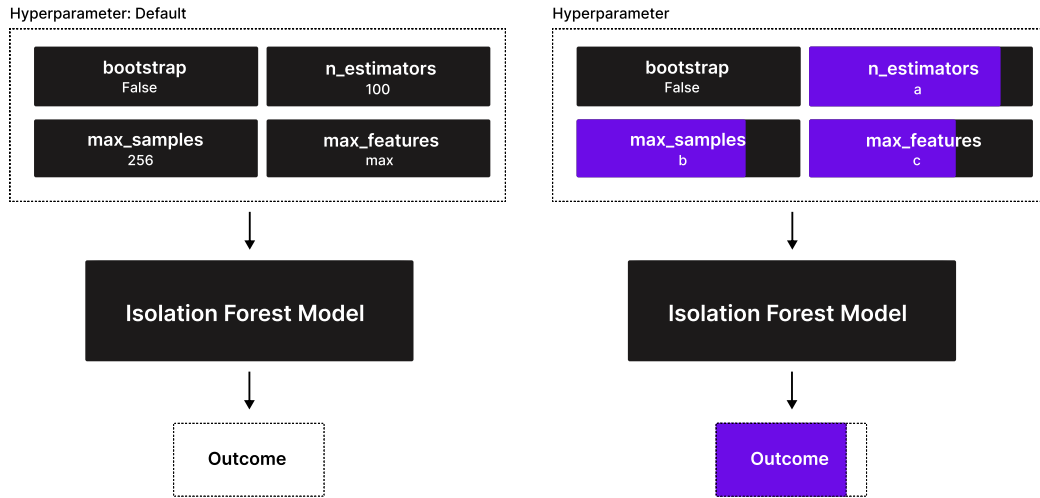 Hyperparameter: Default
bootstrap
False
n_estimators
100
max_samples
256
max_features
max
Isolation Forest Model
Outcome
Hyperparameter
bootstrap
False
n_estimators
a
max_samples
b
max_features
c
Isolation Forest Model
Outcome